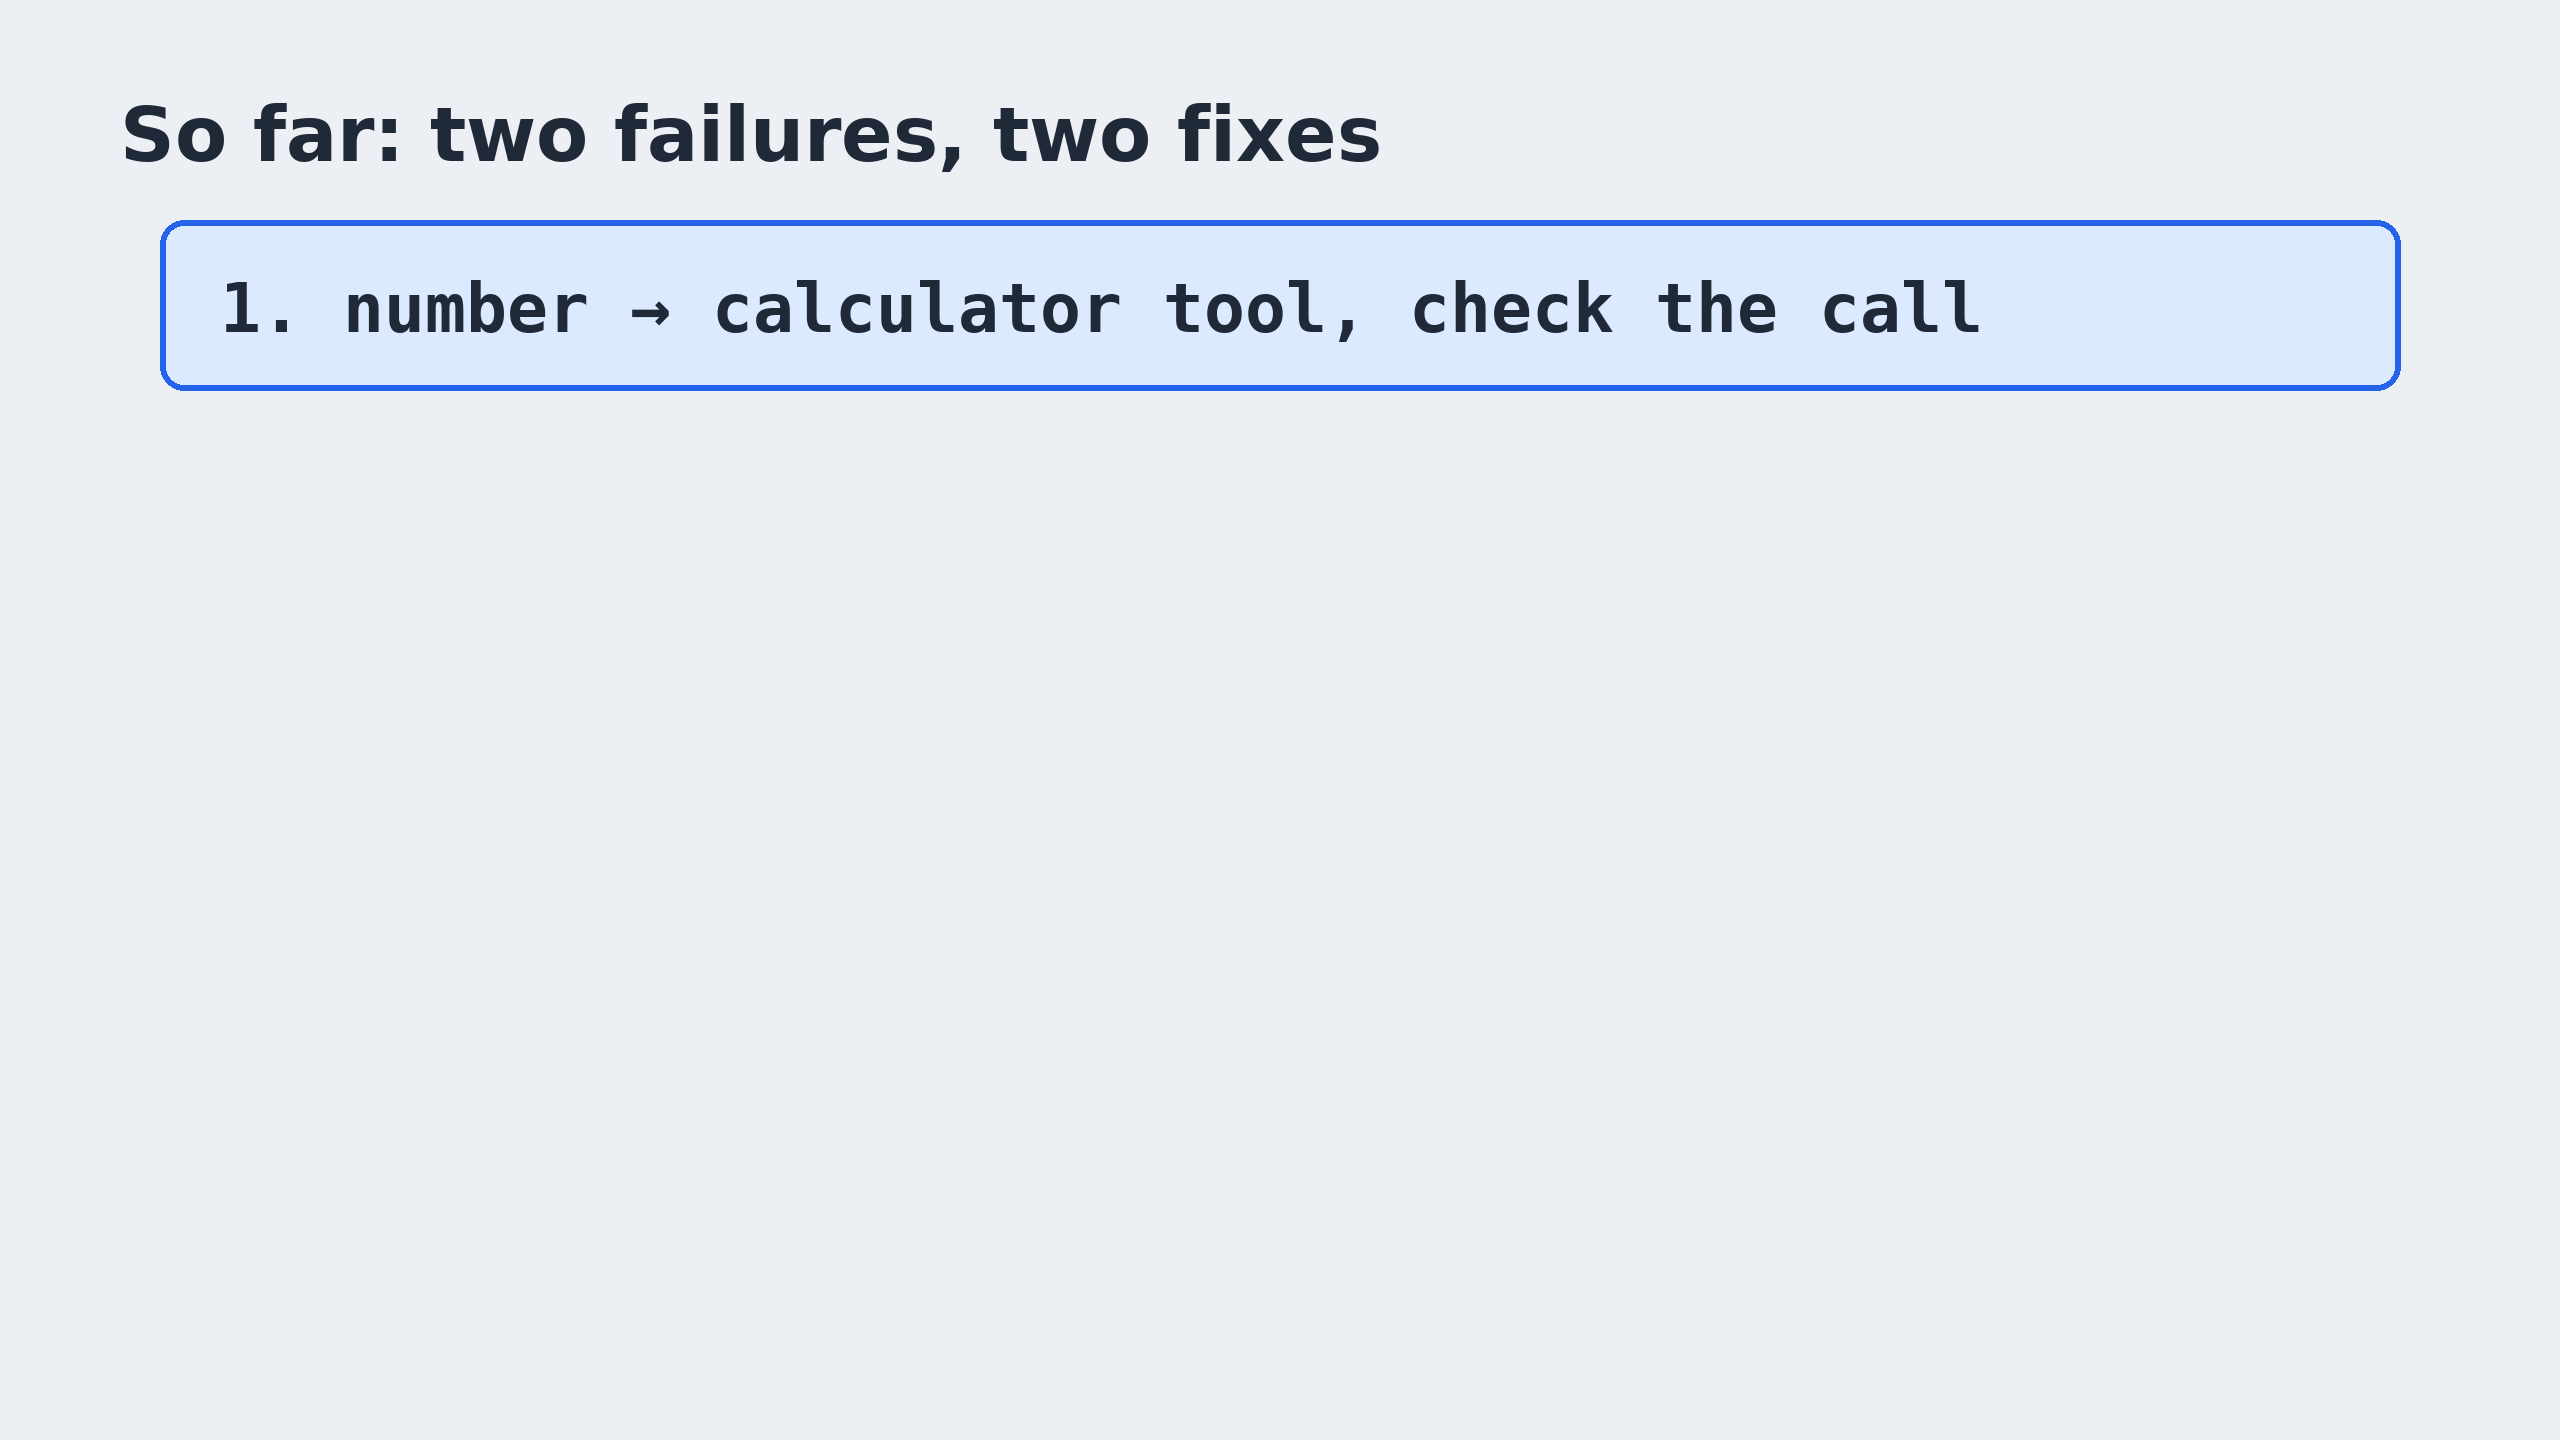 So far: two failures, two fixes
1. number → calculator tool, check the call